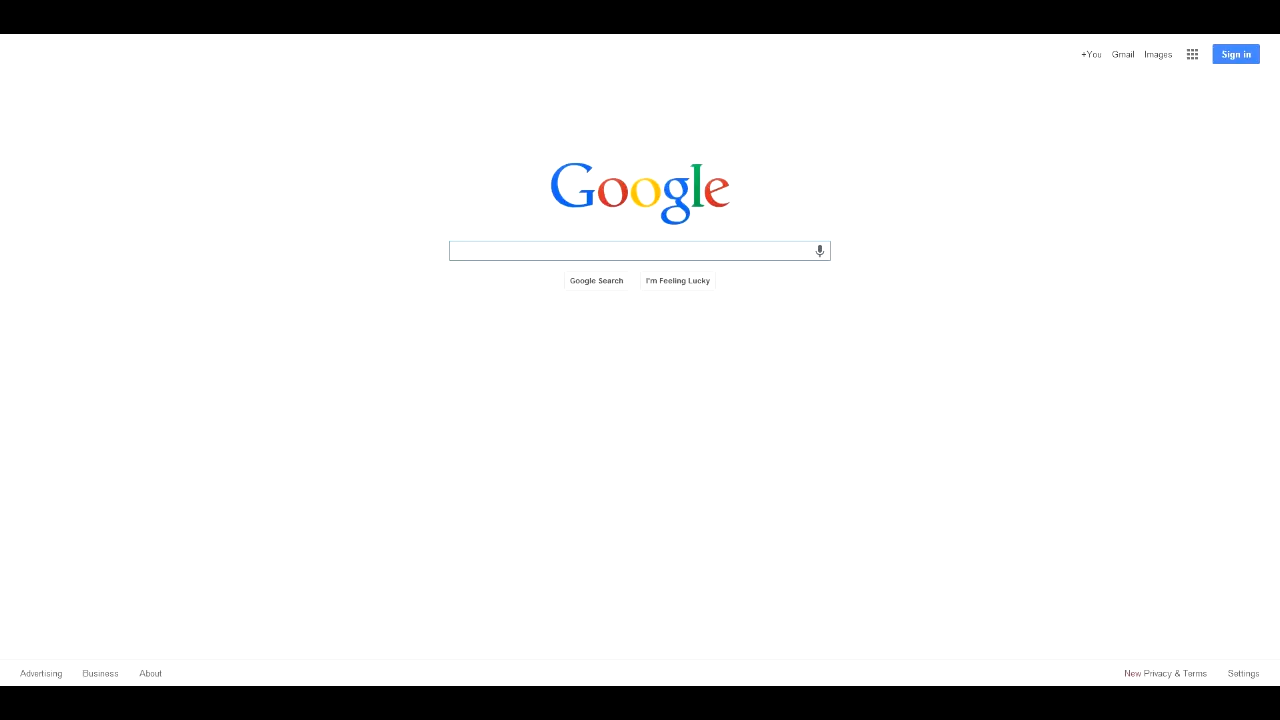 +You Gmail Images Sign in
Google
Google Search I'm Feeling Lucky
Advertising Business About New Privacy & Terms Settings